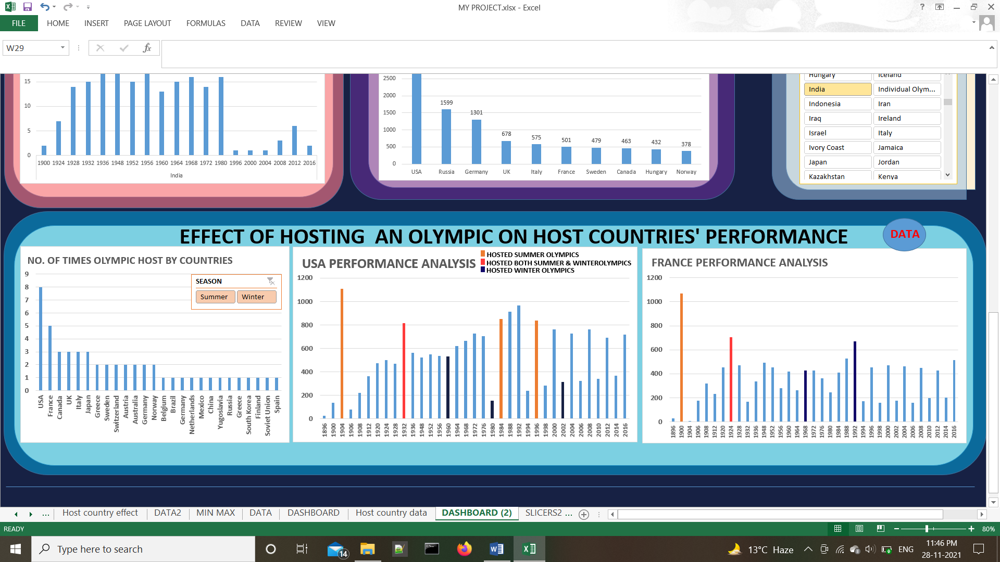 MY PROJECT.xlsx - Excel
?
FILE HOME INSERT PAGE LAYOUT FORMULAS DATA REVIEW VIEW
W29
fx
15
10
5
0
1900 1924 1928 1932 1936 1948 1952 1956 1960 1964 1968 1972 1980 1996 2000 2004 2008 2012 2016
India
2500
2000
1500
1000
500
0
1599
1301
678
575
501
479
463
432
378
USA Russia Germany UK Italy France Sweden Canada Hungary Norway
Hungary Iceland
India Individual Olym...
Indonesia Iran
Iraq Ireland
Israel Italy
Ivory Coast Jamaica
Japan Jordan
Kazakhstan Kenya
EFFECT OF HOSTING  AN OLYMPIC ON HOST COUNTRIES' PERFORMANCE
DATA
NO. OF TIMES OLYMPIC HOST BY COUNTRIES
SEASON
Summer Winter
9
8
7
6
5
4
3
2
1
0
USA France Canada UK Italy Japan Greece Sweden Switzerland Austria Australia Germany Norway Belgium Brazil Germany Netherlands Mexico China Yugoslavia Russia Greece South Korea Finland Soviet Union Spain
USA PERFORMANCE ANALYSIS
HOSTED SUMMER OLYMPICS
HOSTED BOTH SUMMER & WINTEROLYMPICS
HOSTED WINTER OLYMPICS
1200
1000
800
600
400
200
0
1896 1900 1904 1906 1908 1912 1920 1924 1928 1932 1936 1948 1952 1956 1960 1964 1968 1972 1976 1980 1984 1988 1992 1994 1996 1998 2000 2002 2004 2006 2008 2010 2012 2014 2016
FRANCE PERFORMANCE ANALYSIS
1200
1000
800
600
400
200
0
1896 1900 1904 1906 1908 1912 1920 1924 1928 1932 1936 1948 1952 1956 1960 1964 1968 1972 1976 1980 1984 1988 1992 1994 1996 1998 2000 2002 2004 2006 2008 2010 2012 2014 2016
... Host country effect DATA2 MIN MAX DATA DASHBOARD Host country data DASHBOARD (2) SLICERS2 ...
READY
80%
Type here to search
14
13°C Haze
ENG
11:46 PM
28-11-2021